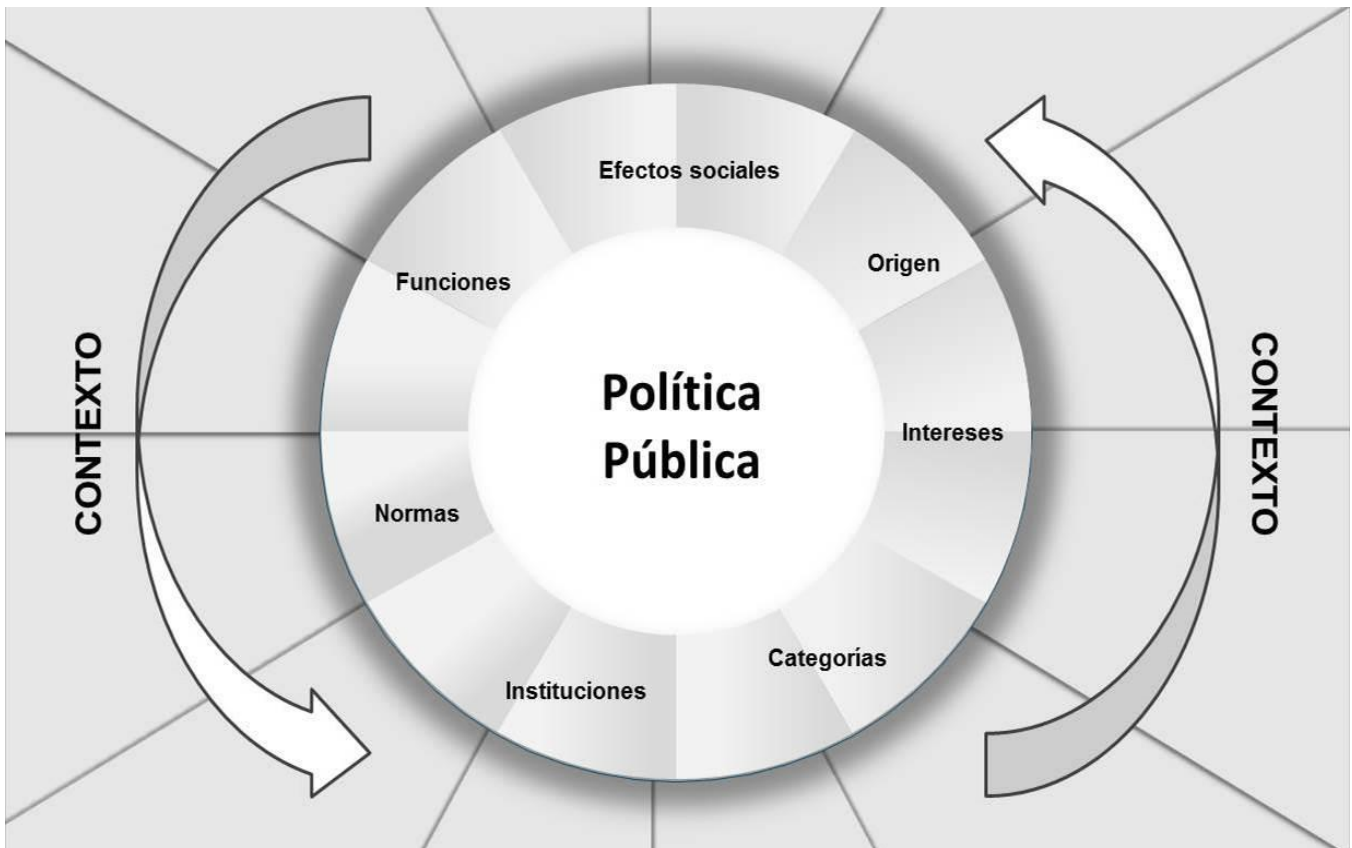 Efectos sociales
Origen
Funciones
CONTEXTO
Política
Pública
Intereses
CONTEXTO
Normas
Categorías
Instituciones